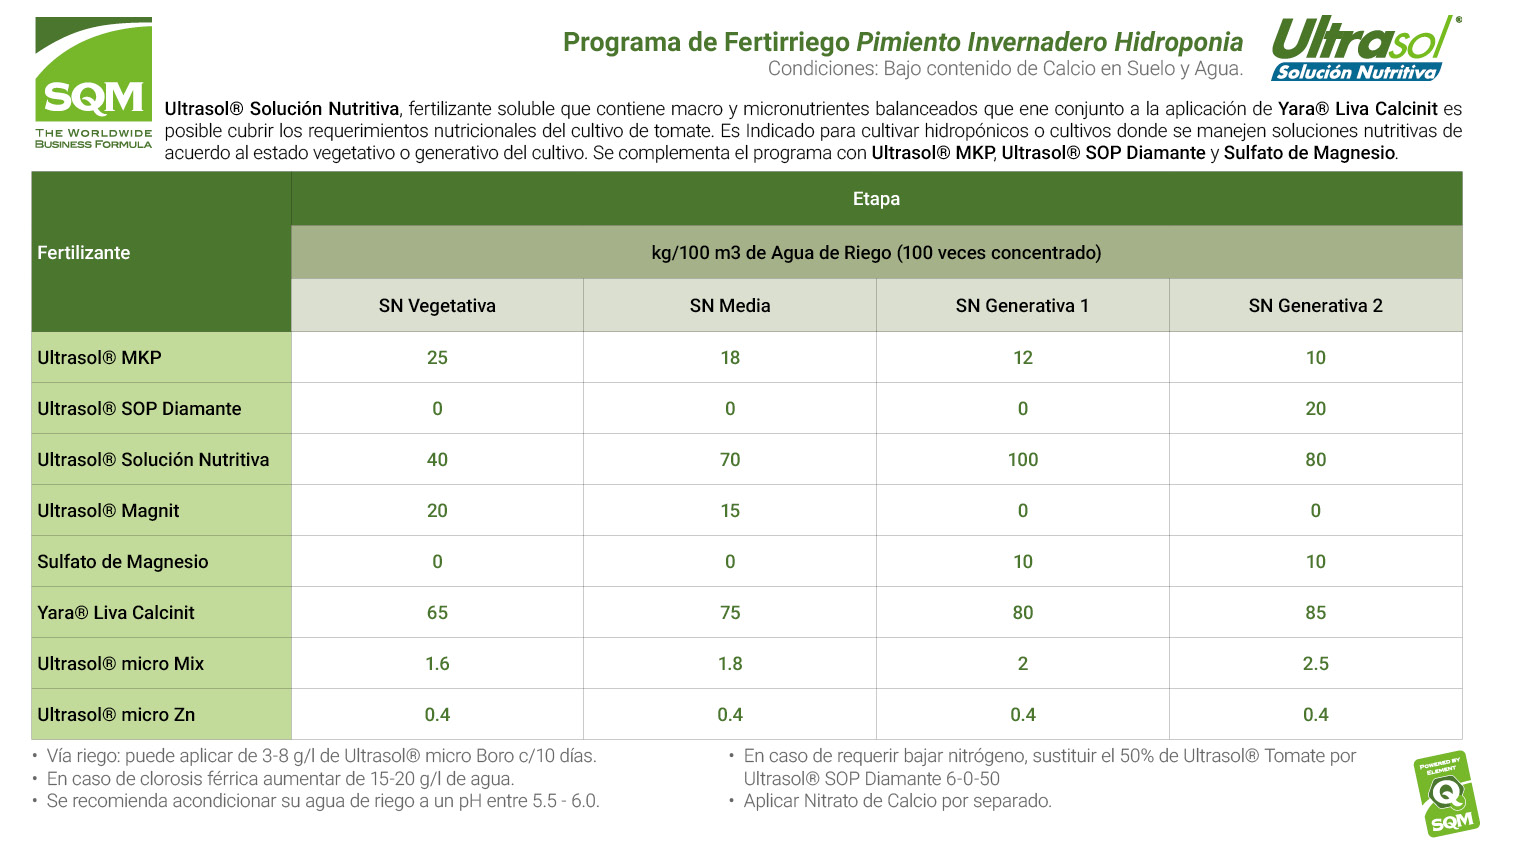 SQM
THE WORLDWIDE
BUSINESS FORMULA
Programa de Fertirriego Pimiento Invernadero Hidroponia
Condiciones: Bajo contenido de Calcio en Suelo y Agua.
Ultrasol®
Solución Nutritiva
Ultrasol® Solución Nutritiva, fertilizante soluble que contiene macro y micronutrientes balanceados que ene conjunto a la aplicación de Yara® Liva Calcinit es
posible cubrir los requerimientos nutricionales del cultivo de tomate. Es Indicado para cultivar hidropónicos o cultivos donde se manejen soluciones nutritivas de
acuerdo al estado vegetativo o generativo del cultivo. Se complementa el programa con Ultrasol® MKP, Ultrasol® SOP Diamante y Sulfato de Magnesio.
Fertilizante
Etapa
kg/100 m3 de Agua de Riego (100 veces concentrado)
SN Vegetativa SN Media SN Generativa 1 SN Generativa 2
Ultrasol® MKP 25 18 12 10
Ultrasol® SOP Diamante 0 0 0 20
Ultrasol® Solución Nutritiva 40 70 100 80
Ultrasol® Magnit 20 15 0 0
Sulfato de Magnesio 0 0 10 10
Yara® Liva Calcinit 65 75 80 85
Ultrasol® micro Mix 1.6 1.8 2 2.5
Ultrasol® micro Zn 0.4 0.4 0.4 0.4
• Vía riego: puede aplicar de 3-8 g/l de Ultrasol® micro Boro c/10 días.
• En caso de clorosis férrica aumentar de 15-20 g/l de agua.
• Se recomienda acondicionar su agua de riego a un pH entre 5.5 - 6.0.
• En caso de requerir bajar nitrógeno, sustituir el 50% de Ultrasol® Tomate por
Ultrasol® SOP Diamante 6-0-50
• Aplicar Nitrato de Calcio por separado.
POWERED BY
ELEMENT
Q
SQM